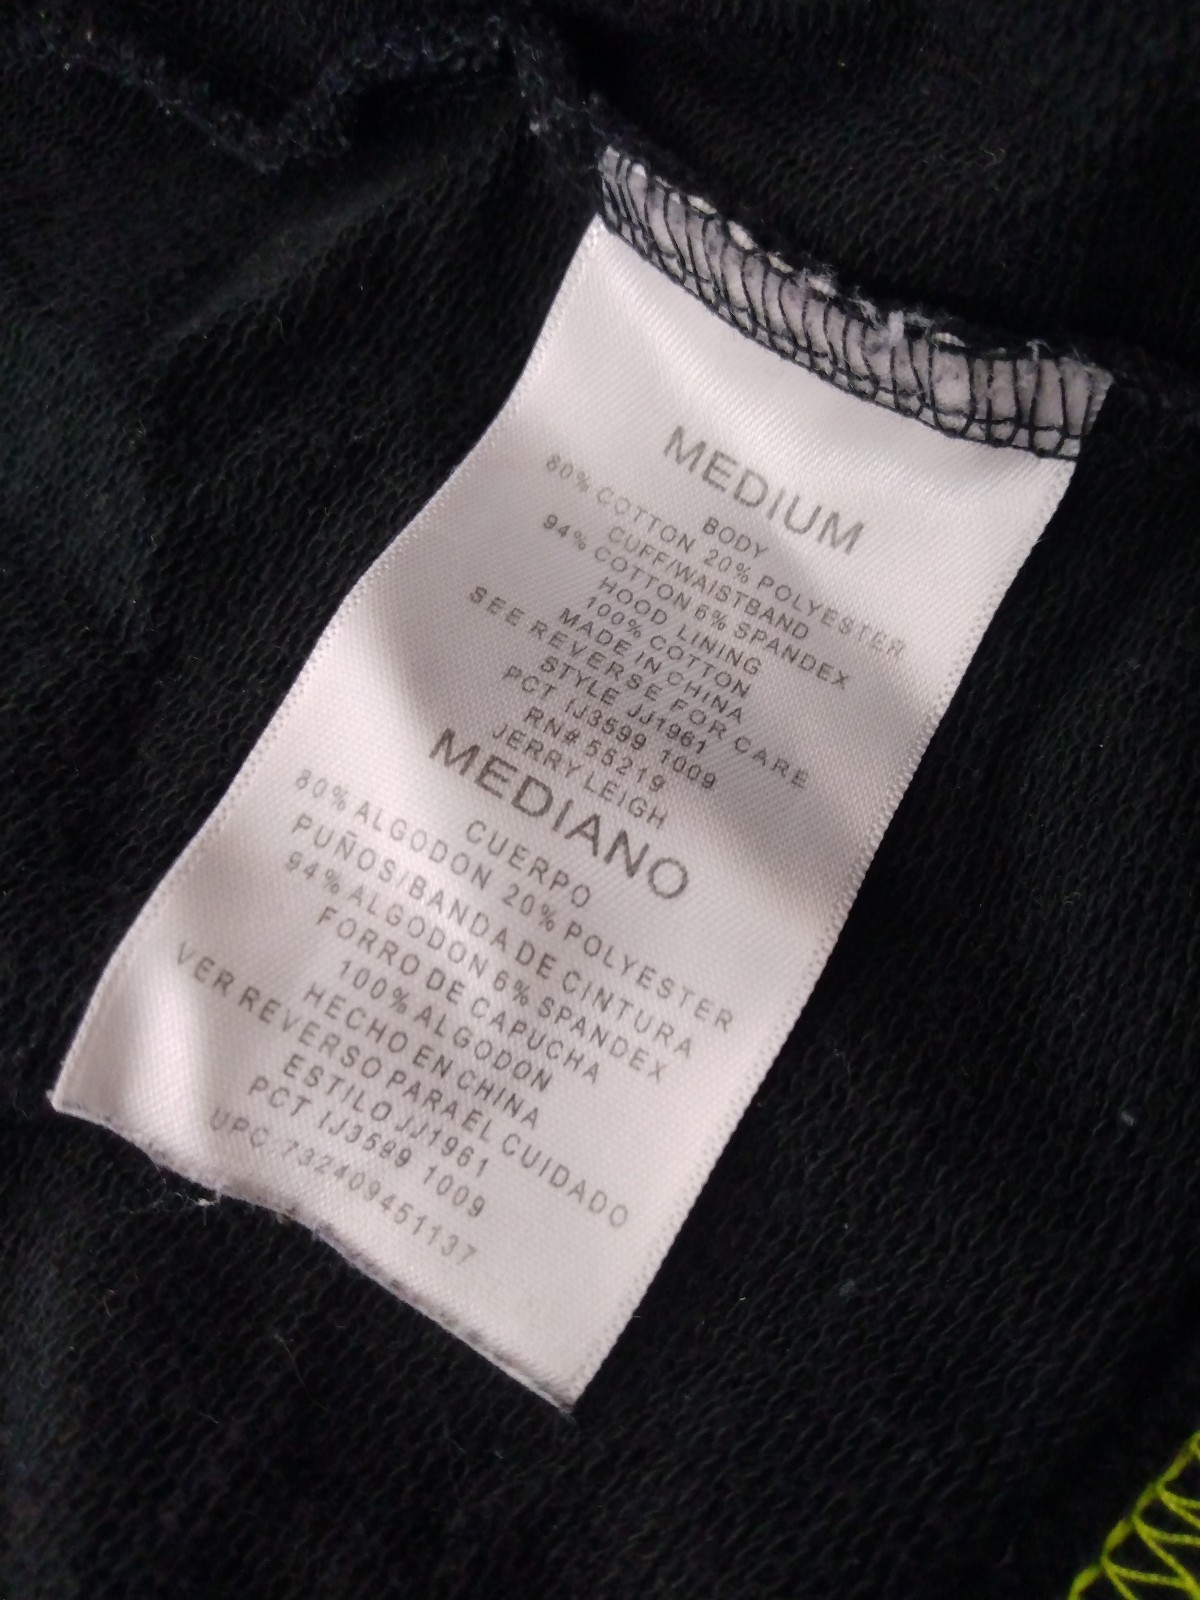 MEDIUM
BODY
80% COTTON 20% POLYESTER
CUFF/WAISTBAND
94% COTTON 6% SPANDEX
HOOD LINING
100% COTTON
MADE IN CHINA
SEE REVERSE FOR CARE
STYLE JJ1961
PCT IJ3599 1009
RN# 55219
JERRY LEIGH
MEDIANO
CUERPO
80% ALGODON 20% POLYESTER
PUÑOS/BANDA DE CINTURA
94% ALGODON 6% SPANDEX
FORRO DE CAPUCHA
100% ALGODON
HECHO EN CHINA
VER REVERSO PARA EL CUIDADO
ESTILO JJ1961
PCT IJ3599 1009
UPC 732409451137